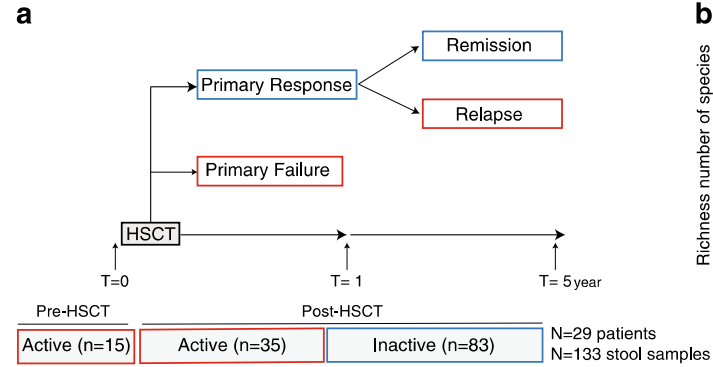 a
b
Remission
Primary Response
Relapse
Primary Failure
HSCT
T=0
T= 1
T= 5 year
Pre-HSCT
Post-HSCT
Active (n=15)
Active (n=35)
Inactive (n=83)
N=29 patients
N=133 stool samples
Richness number of species